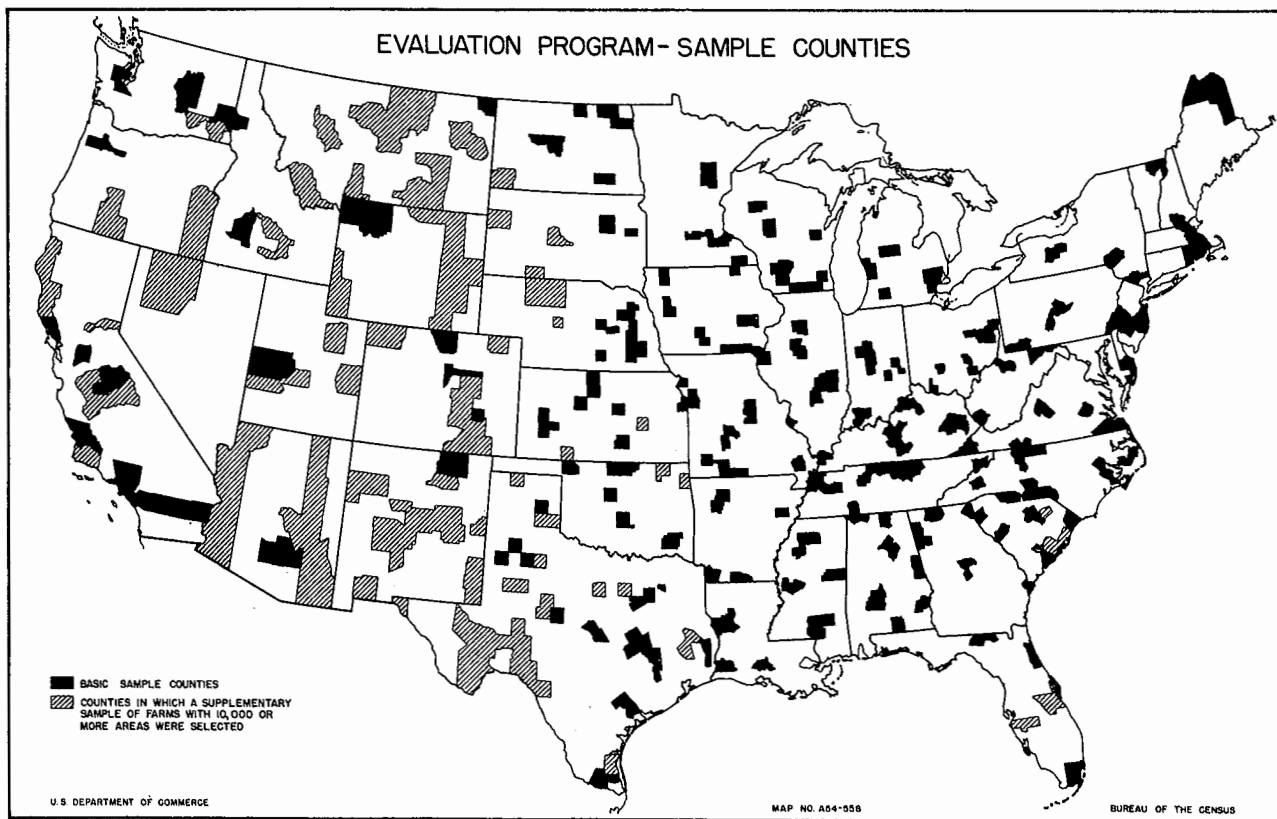 EVALUATION PROGRAM-SAMPLE COUNTIES
BASIC SAMPLE COUNTIES
COUNTIES IN WHICH A SUPPLEMENTARY
SAMPLE OF FARMS WITH 10,000 OR
MORE AREAS WERE SELECTED
U.S. DEPARTMENT OF COMMERCE
MAP NO. A54-558
BUREAU OF THE CENSUS